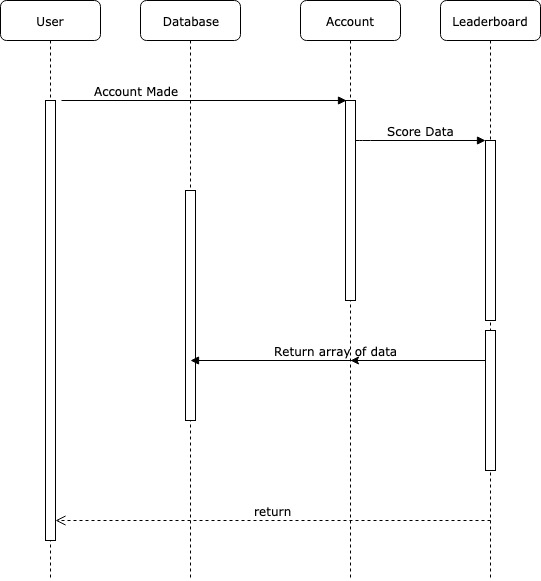 User
Database
Account
Leaderboard
Account Made
Score Data
Return array of data
return